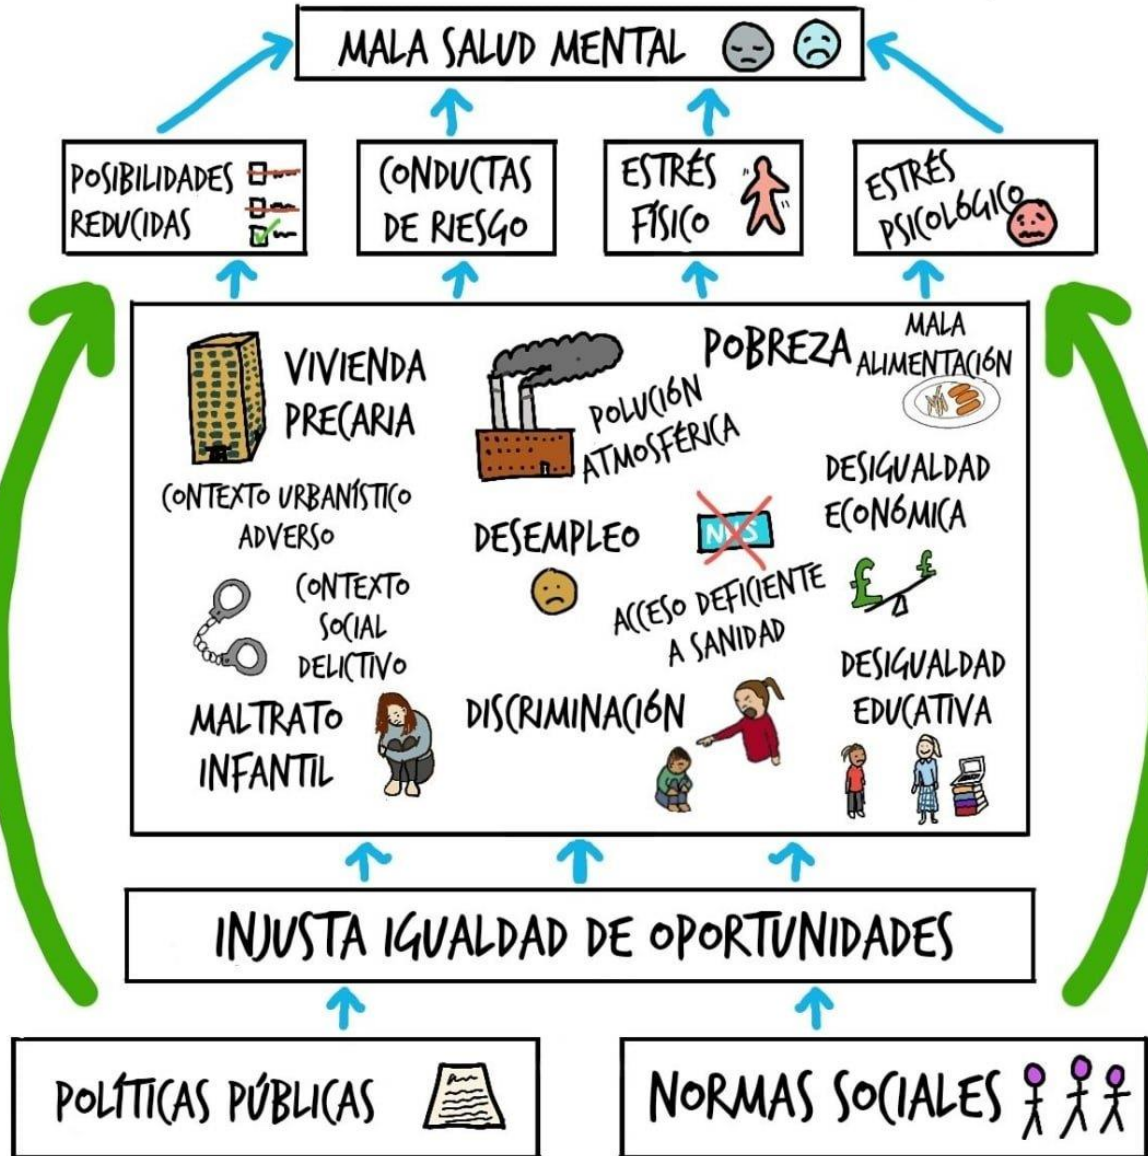 MALA SALUD MENTAL
POSIBILIDADES
REDUCIDAS
CONDUCTAS
DE RIESGO
ESTRÉS
FÍSICO
ESTRÉS
PSICOLÓGICO
VIVIENDA
PRECARIA
POLUCIÓN
ATMOSFÉRICA
POBREZA
MALA
ALIMENTACIÓN
CONTEXTO URBANÍSTICO
ADVERSO
DESEMPLEO
NHS
DESIGUALDAD
ECONÓMICA
£ £
CONTEXTO
SOCIAL
DELICTIVO
ACCESO DEFICIENTE
A SANIDAD
MALTRATO
INFANTIL
DISCRIMINACIÓN
DESIGUALDAD
EDUCATIVA
INJUSTA IGUALDAD DE OPORTUNIDADES
POLÍTICAS PÚBLICAS
NORMAS SOCIALES